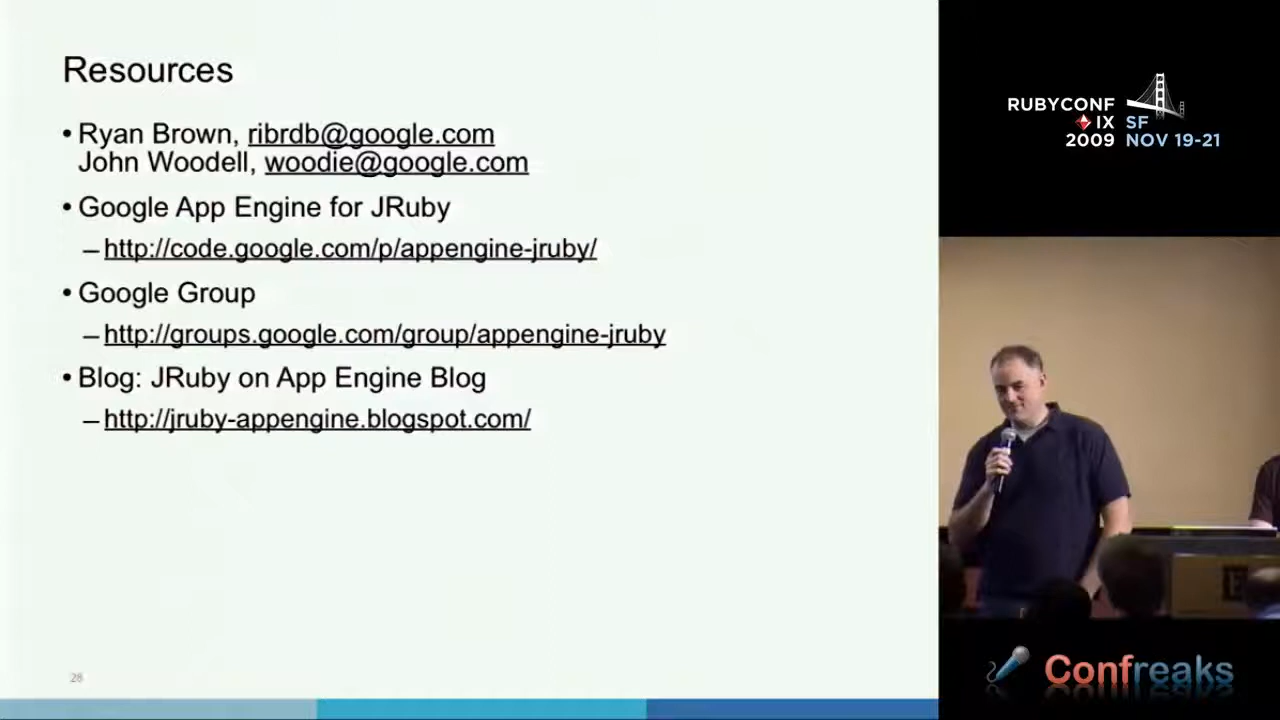 Resources
• Ryan Brown, ribrdb@google.com
John Woodell, woodie@google.com
• Google App Engine for JRuby
– http://code.google.com/p/appengine-jruby/
• Google Group
– http://groups.google.com/group/appengine-jruby
• Blog: JRuby on App Engine Blog
– http://jruby-appengine.blogspot.com/
28
RUBYCONF
IX SF
2009 NOV 19-21
Confreaks